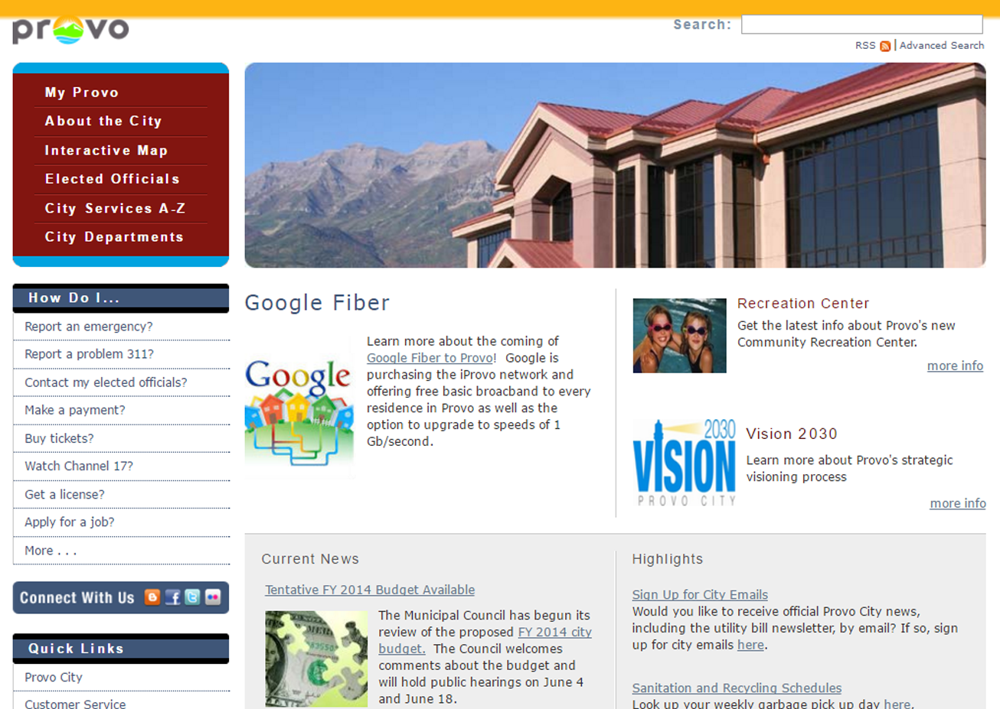 provo
Search:
RSS | Advanced Search
My Provo
About the City
Interactive Map
Elected Officials
City Services A-Z
City Departments
How Do I...
Report an emergency?
Report a problem 311?
Contact my elected officials?
Make a payment?
Buy tickets?
Watch Channel 17?
Get a license?
Apply for a job?
More . . .
Connect With Us
Quick Links
Provo City
Customer Service
Google Fiber
Google
Learn more about the coming of
Google Fiber to Provo! Google is
purchasing the iProvo network and
offering free basic broacband to every
residence in Provo as well as the
option to upgrade to speeds of 1
Gb/second.
Recreation Center
Get the latest info about Provo's new
Community Recreation Center.
more info
2030
VISION
PROVO CITY
Vision 2030
Learn more about Provo's strategic
visioning process
more info
Current News
Tentative FY 2014 Budget Available
The Municipal Council has begun its
review of the proposed FY 2014 city
budget. The Council welcomes
comments about the budget and
will hold public hearings on June 4
and June 18.
Highlights
Sign Up for City Emails
Would you like to receive official Provo City news,
including the utility bill newsletter, by email? If so, sign
up for city emails here.
Sanitation and Recycling Schedules
Look up your weekly garbage pick up day here.